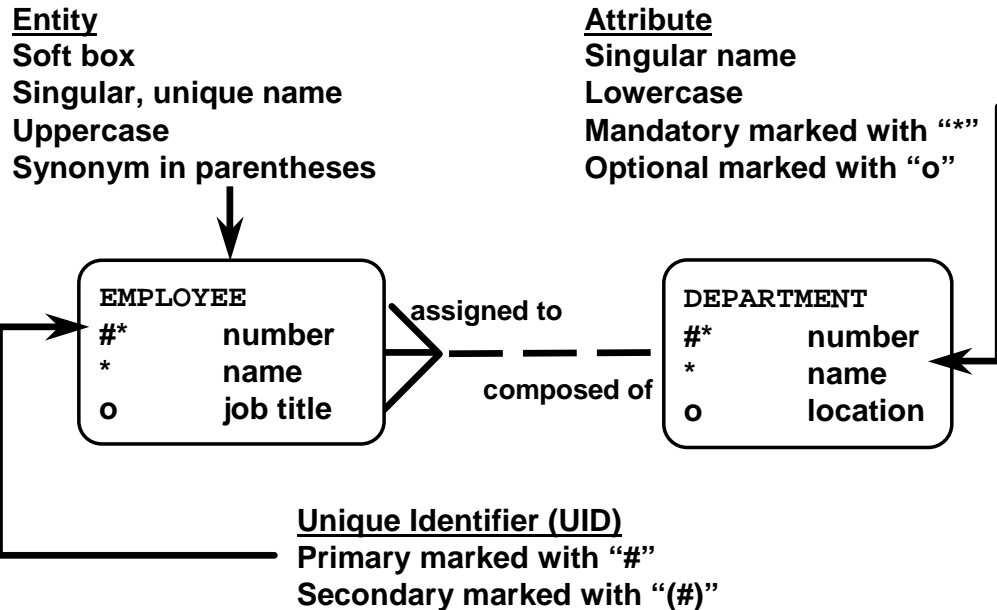 Entity
Soft box
Singular, unique name
Uppercase
Synonym in parentheses
Attribute
Singular name
Lowercase
Mandatory marked with “*”
Optional marked with “o”
EMPLOYEE
#* number
* name
o job title
assigned to
composed of
DEPARTMENT
#* number
* name
o location
Unique Identifier (UID)
Primary marked with “#”
Secondary marked with “(#)”